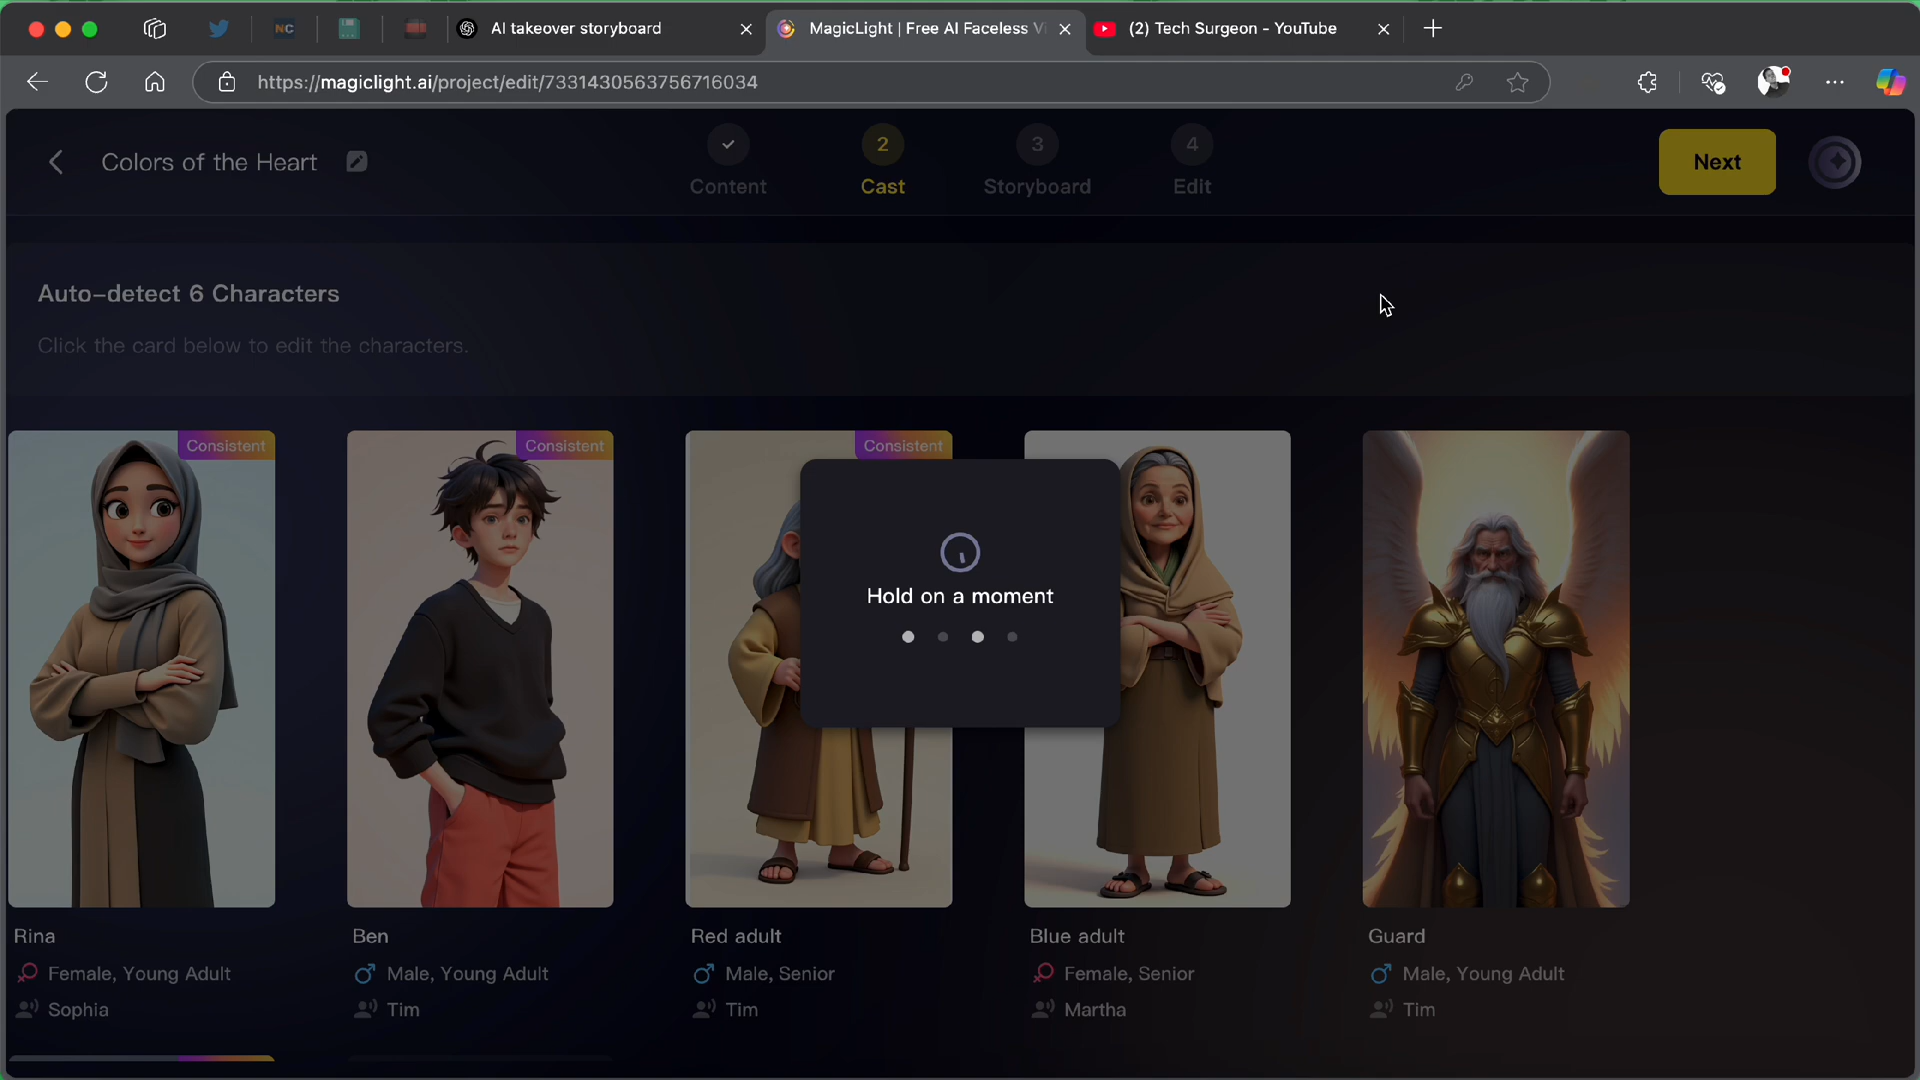 NC
AI takeover storyboard
MagicLight | Free AI Faceless Vi
(2) Tech Surgeon - YouTube
https://magiclight.ai/project/edit/7331430563756716034
Colors of the Heart
Content
2
Cast
3
Storyboard
4
Edit
Next
Auto-detect 6 Characters
Click the card below to edit the characters.
Consistent
Consistent
Consistent
Hold on a moment
Rina
Female, Young Adult
Sophia
Ben
Male, Young Adult
Tim
Red adult
Male, Senior
Tim
Blue adult
Female, Senior
Martha
Guard
Male, Young Adult
Tim